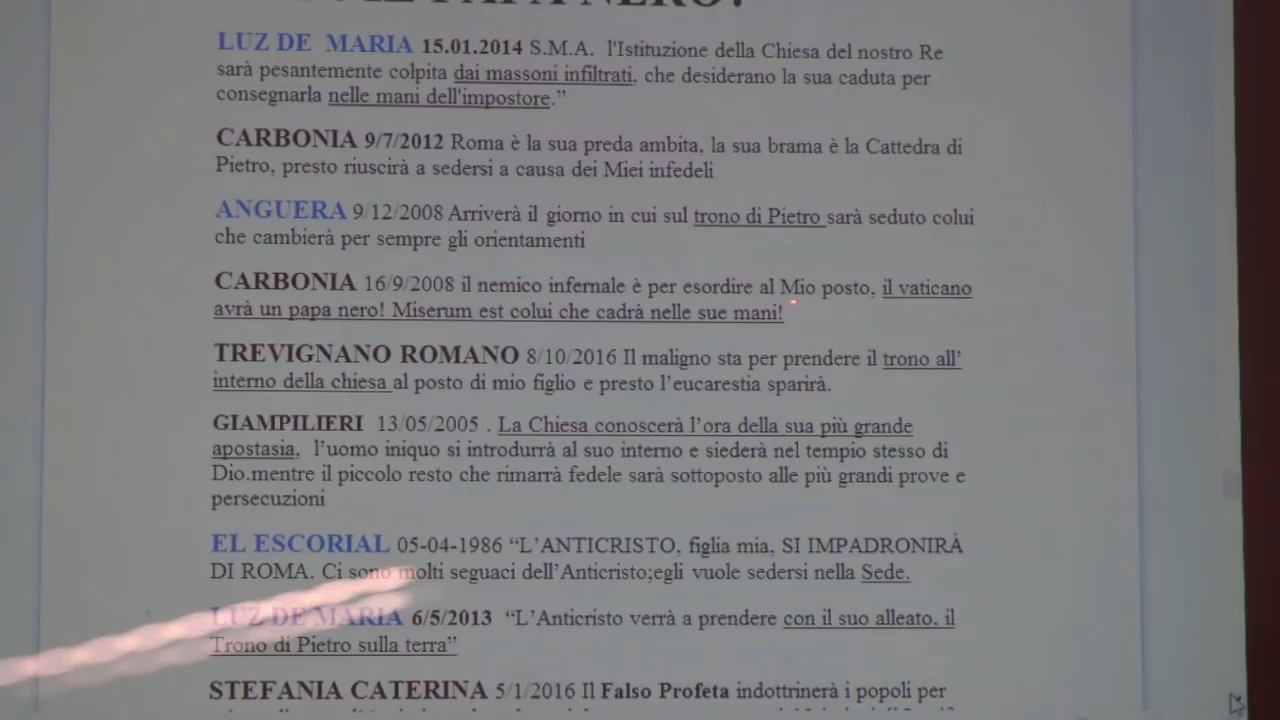 PAPA NERO?
LUZ DE MARIA 15.01.2014 S.M.A. l'Istituzione della Chiesa del nostro Re
sarà pesantemente colpita dai massoni infiltrati, che desiderano la sua caduta per
consegnarla nelle mani dell'impostore.”
CARBONIA 9/7/2012 Roma è la sua preda ambita, la sua brama è la Cattedra di
Pietro, presto riuscirà a sedersi a causa dei Miei infedeli
ANGUERA 9/12/2008 Arriverà il giorno in cui sul trono di Pietro sarà seduto colui
che cambierà per sempre gli orientamenti
CARBONIA 16/9/2008 il nemico infernale è per esordire al Mio posto, il vaticano
avrà un papa nero! Miserum est colui che cadrà nelle sue mani!
TREVIGNANO ROMANO 8/10/2016 Il maligno sta per prendere il trono all’
interno della chiesa al posto di mio figlio e presto l’eucarestia sparirà.
GIAMPILIERI 13/05/2005 . La Chiesa conoscerà l’ora della sua più grande
apostasia, l’uomo iniquo si introdurrà al suo interno e siederà nel tempio stesso di
Dio.mentre il piccolo resto che rimarrà fedele sarà sottoposto alle più grandi prove e
persecuzioni
EL ESCORIAL 05-04-1986 “L’ANTICRISTO, figlia mia, SI IMPADRONIRÀ
DI ROMA. Ci sono molti seguaci dell’Anticristo;egli vuole sedersi nella Sede.
LUZ DE MARIA 6/5/2013 “L’Anticristo verrà a prendere con il suo alleato, il
Trono di Pietro sulla terra”
STEFANIA CATERINA 5/1/2016 Il Falso Profeta indottrinerà i popoli per